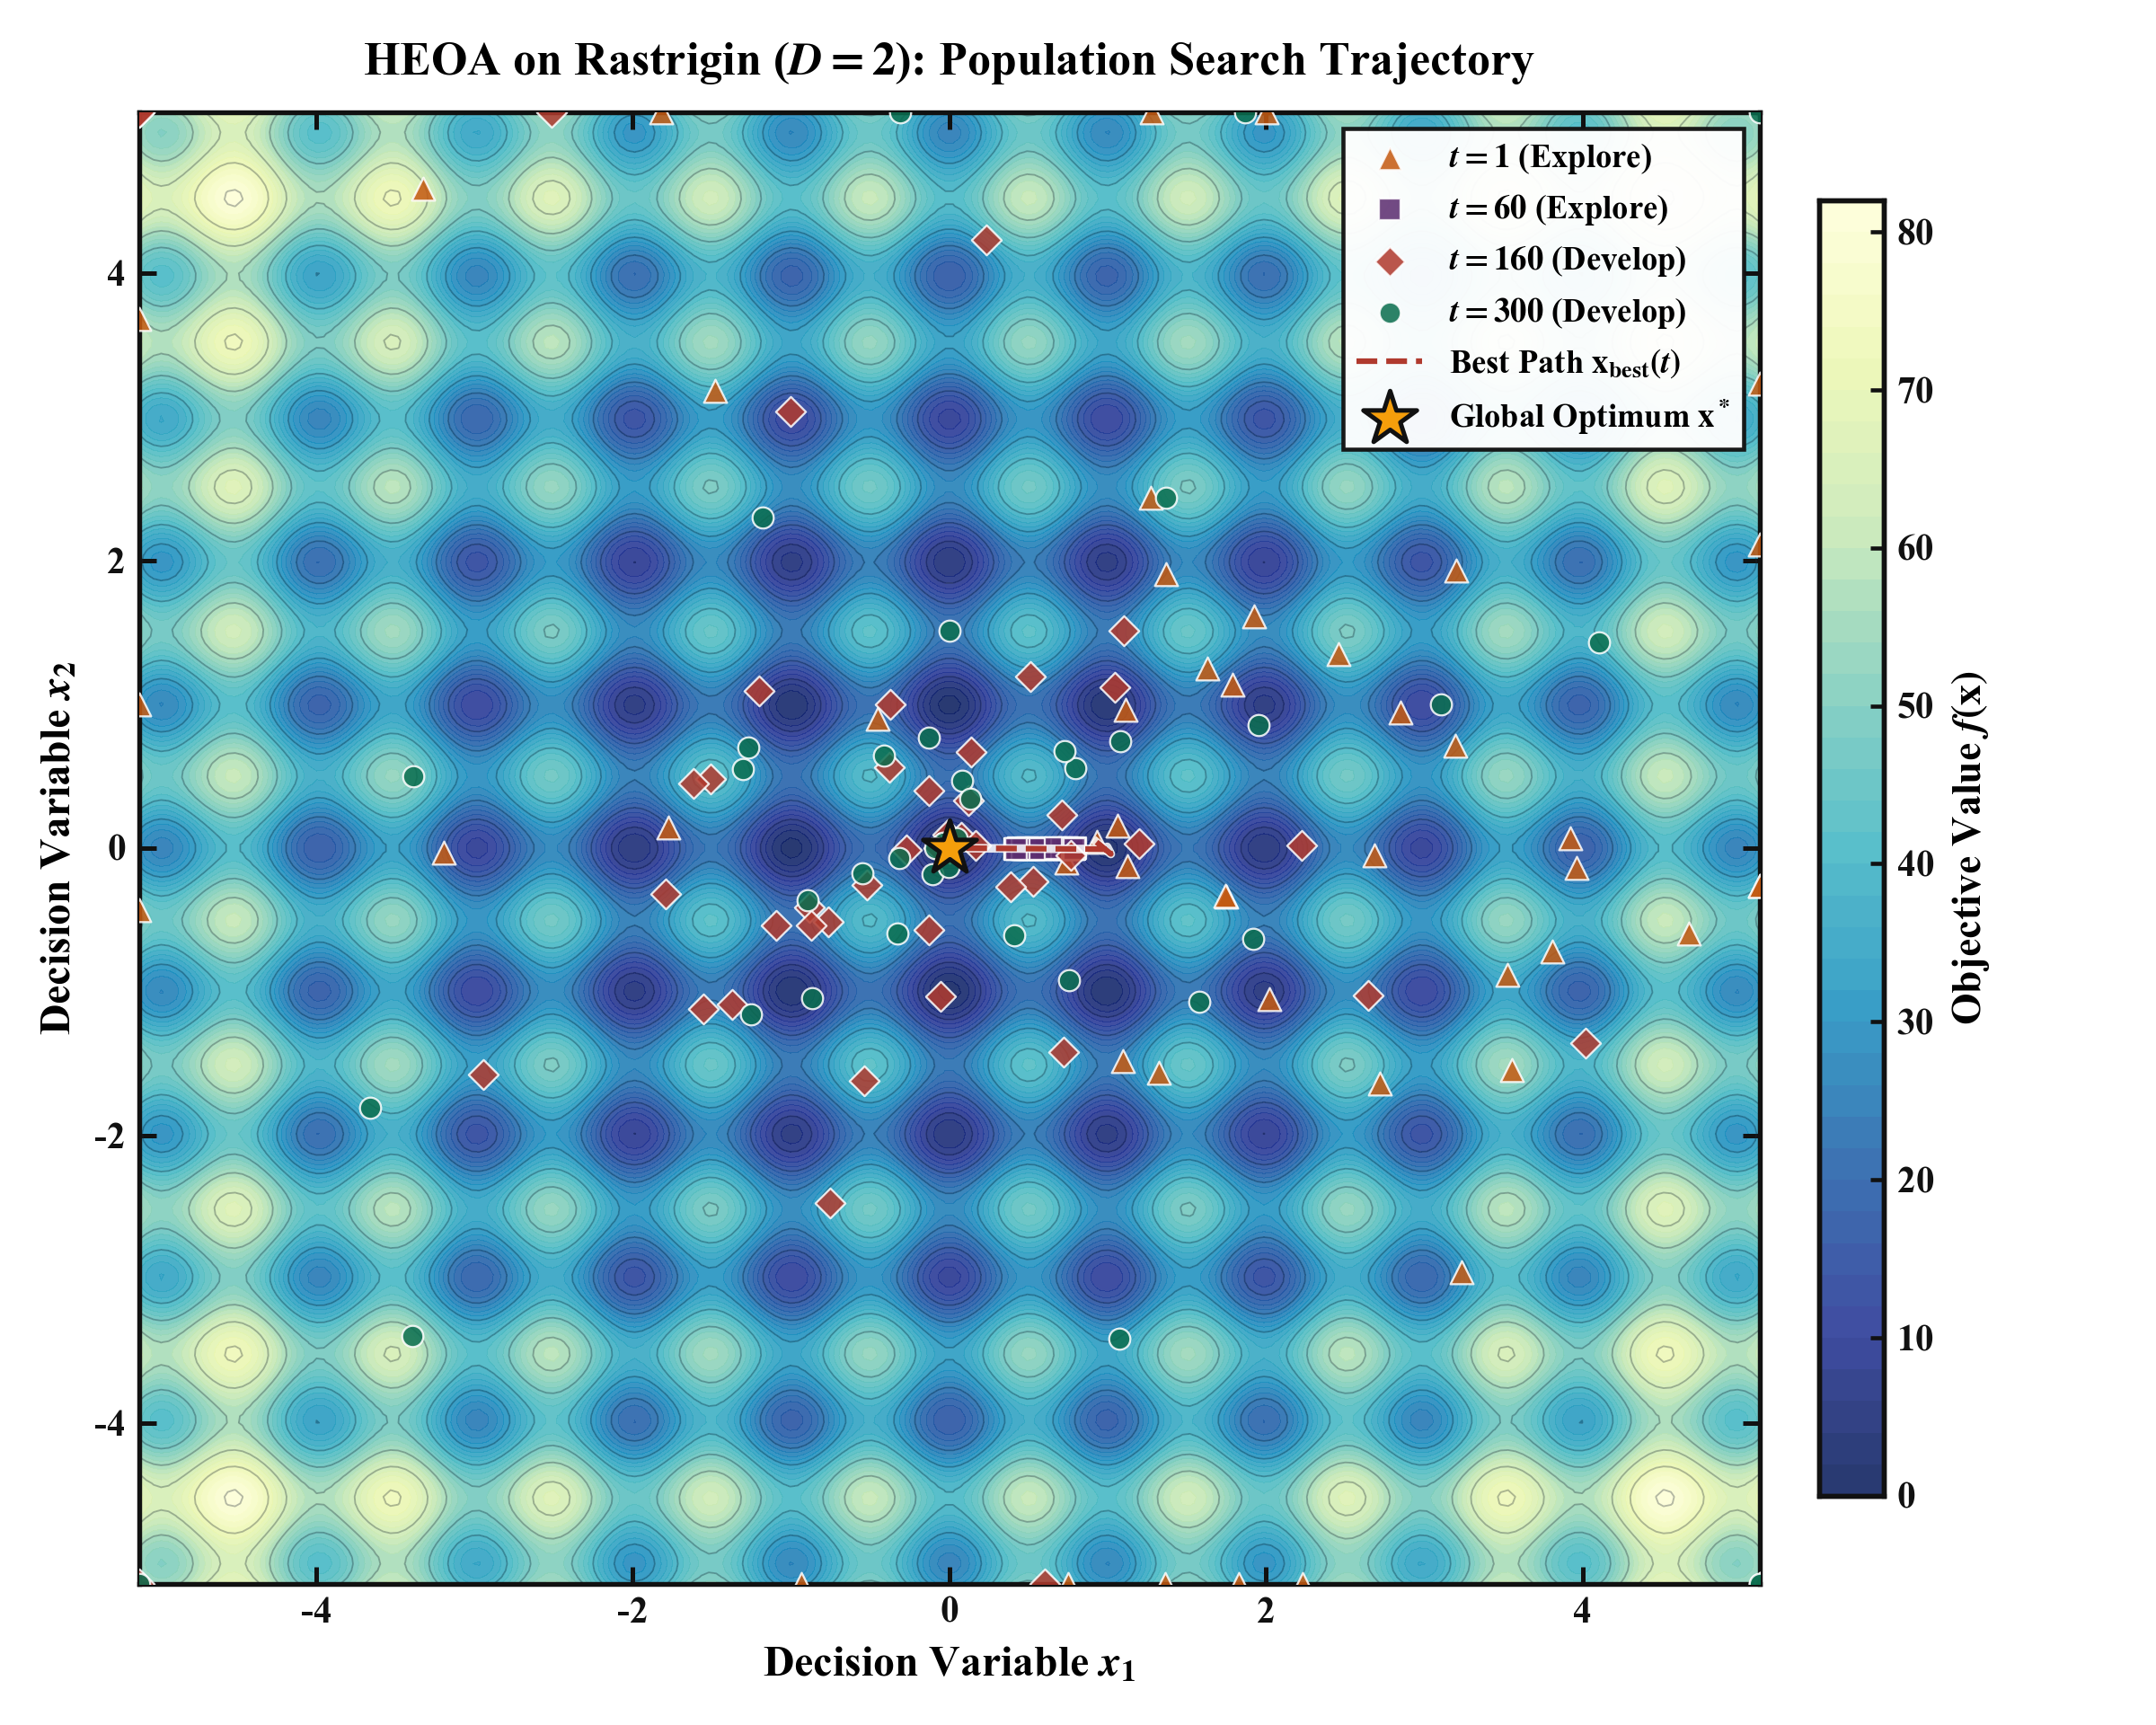 HEOA on Rastrigin (D = 2): Population Search Trajectory
t = 1 (Explore)
t = 60 (Explore)
t = 160 (Develop)
t = 300 (Develop)
Best Path x_best(t)
Global Optimum x*
Decision Variable x₂
4
2
0
-2
-4
-4
-2
0
2
4
Decision Variable x₁
80
70
60
50
40
30
20
10
0
Objective Value f(x)